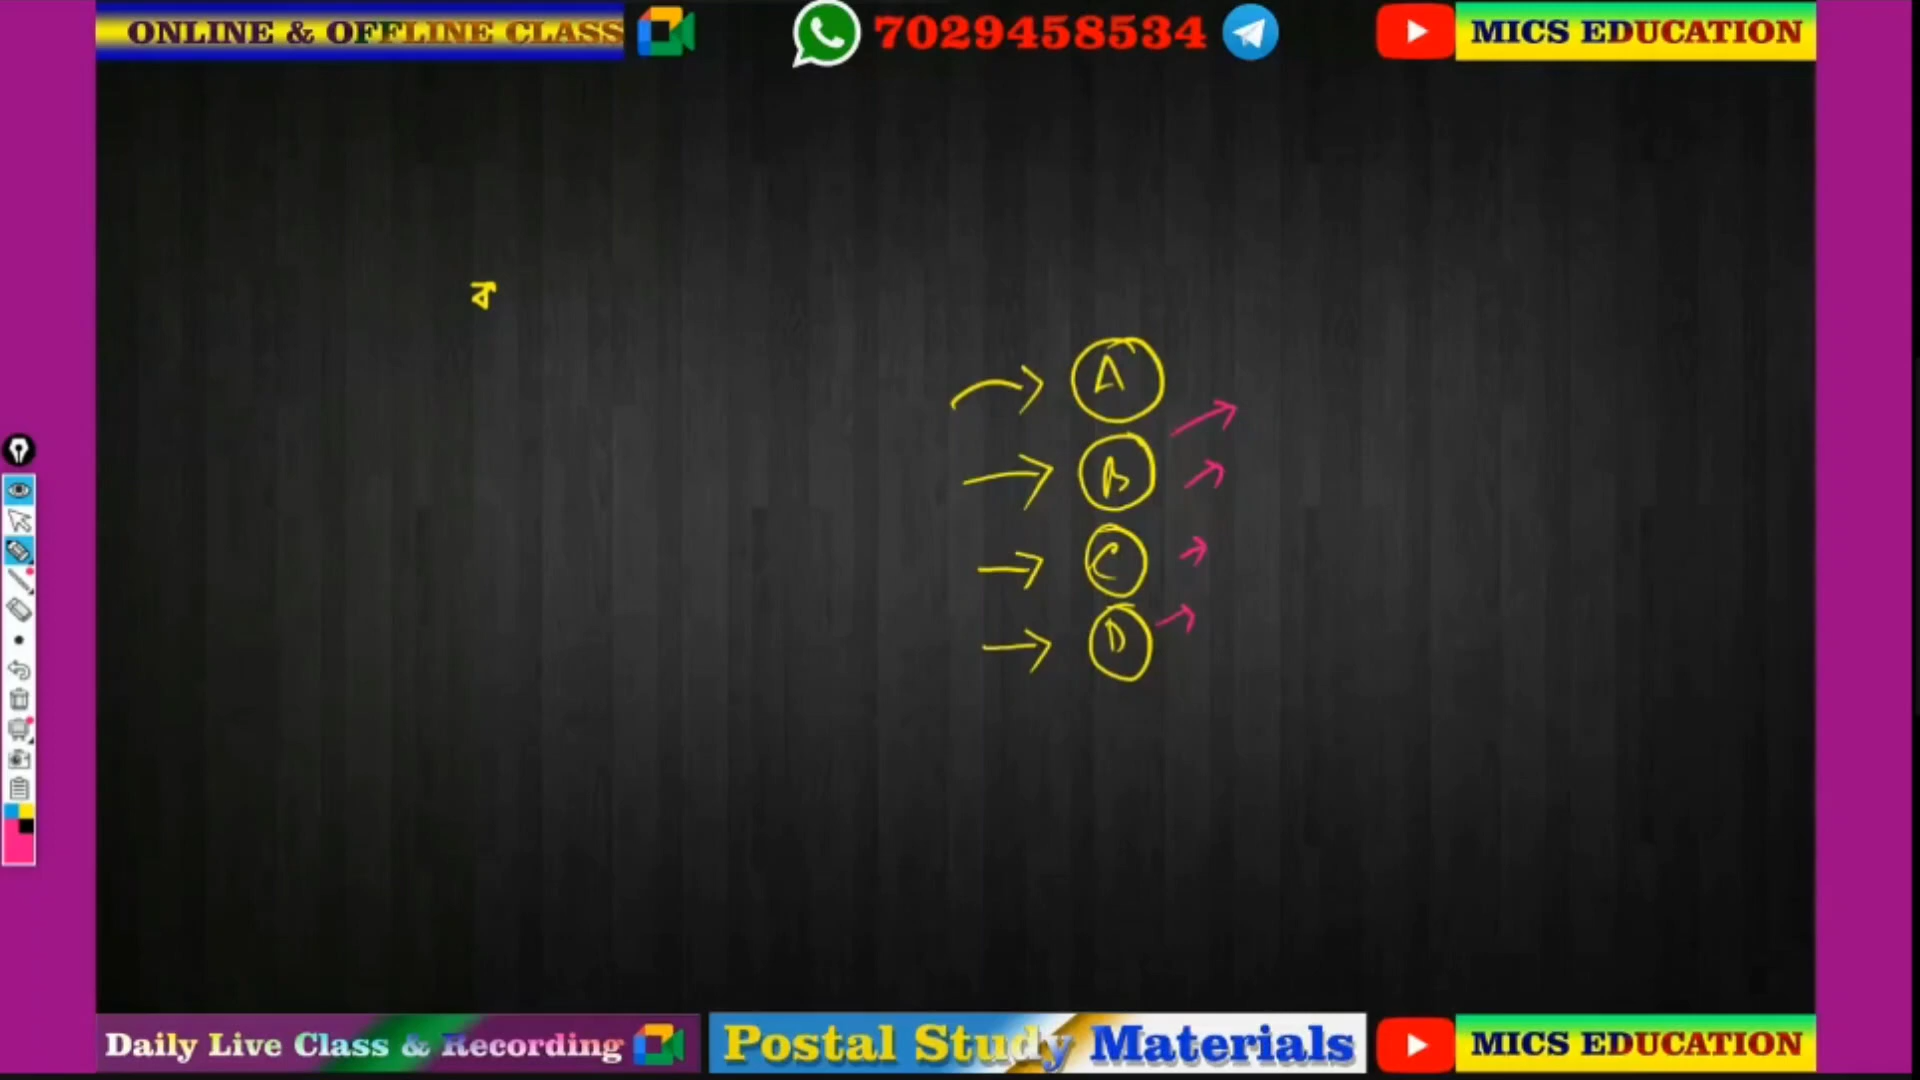 ONLINE & OFFLINE CLASS 7029458534 MICS EDUCATION
ব
A
B
C
D
Daily Live Class & Recording Postal Study Materials MICS EDUCATION